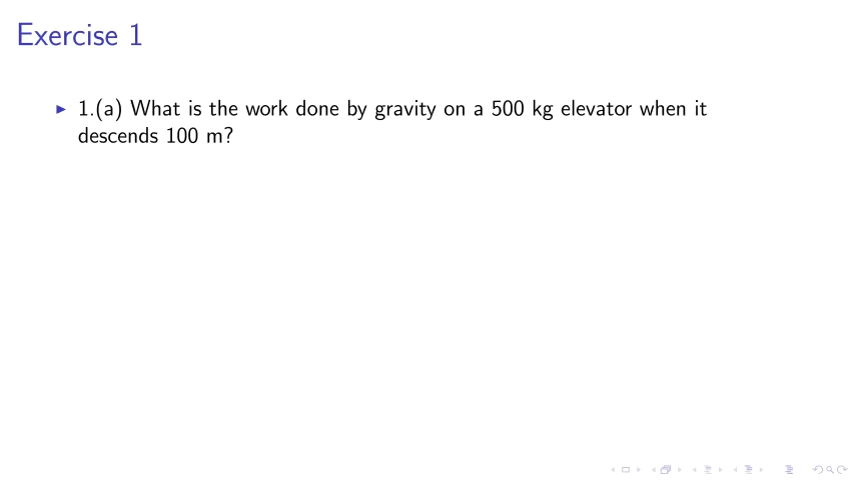 Exercise 1
1.(a) What is the work done by gravity on a 500 kg elevator when it
descends 100 m?